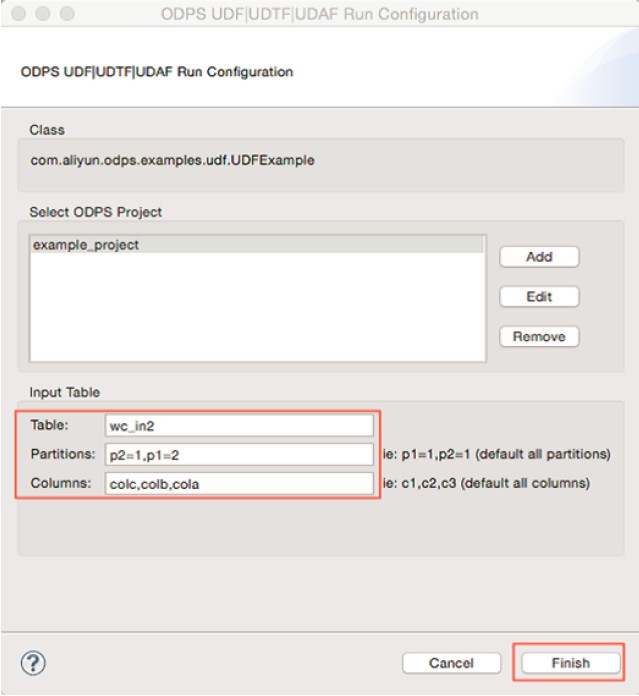 ODPS UDF|UDTF|UDAF Run Configuration
ODPS UDF|UDTF|UDAF Run Configuration
Class
com.aliyun.odps.examples.udf.UDFExample
Select ODPS Project
example_project
Add
Edit
Remove
Input Table
Table: wc_in2
Partitions: p2=1,p1=2 ie: p1=1,p2=1 (default all partitions)
Columns: colc,colb,cola ie: c1,c2,c3 (default all columns)
? Cancel Finish